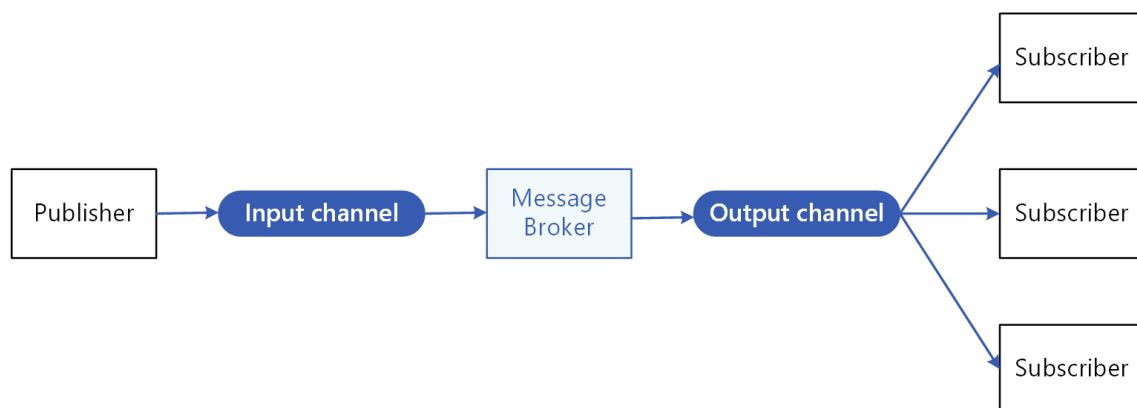 Subscriber
Publisher
Input channel
Message
Broker
Output channel
Subscriber
Subscriber